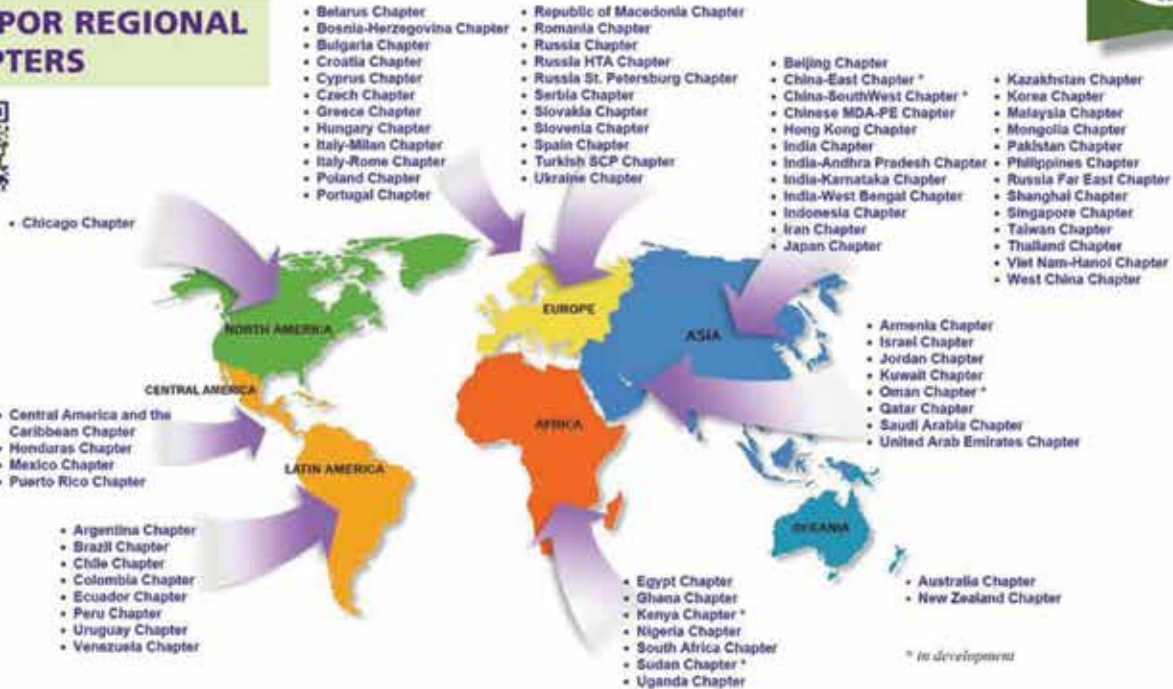 POR REGIONAL
PTERS
• Chicago Chapter
• Belarus Chapter
• Bosnia-Herzegovina Chapter
• Bulgaria Chapter
• Croatia Chapter
• Cyprus Chapter
• Czech Chapter
• Greece Chapter
• Hungary Chapter
• Italy-Milan Chapter
• Italy-Rome Chapter
• Poland Chapter
• Portugal Chapter
• Republic of Macedonia Chapter
• Romania Chapter
• Russia Chapter
• Russia HTA Chapter
• Russia St. Petersburg Chapter
• Serbia Chapter
• Slovakia Chapter
• Slovenia Chapter
• Spain Chapter
• Turkish SCP Chapter
• Ukraine Chapter
• Beijing Chapter
• China-East Chapter *
• China-SouthWest Chapter *
• Chinese MDA-PE Chapter
• Hong Kong Chapter
• India Chapter
• India-Andhra Pradesh Chapter
• India-Karnataka Chapter
• India-West Bengal Chapter
• Indonesia Chapter
• Iran Chapter
• Japan Chapter
• Kazakhstan Chapter
• Korea Chapter
• Malaysia Chapter
• Mongolia Chapter
• Pakistan Chapter
• Philippines Chapter
• Russia Far East Chapter
• Shanghai Chapter
• Singapore Chapter
• Taiwan Chapter
• Thailand Chapter
• Viet Nam-Hanoi Chapter
• West China Chapter
NORTH AMERICA
EUROPE
ASIA
CENTRAL AMERICA
AFRICA
LATIN AMERICA
OCEANIA
• Armenia Chapter
• Israel Chapter
• Jordan Chapter
• Kuwait Chapter
• Oman Chapter *
• Qatar Chapter
• Saudi Arabia Chapter
• United Arab Emirates Chapter
• Central America and the
Caribbean Chapter
• Honduras Chapter
• Mexico Chapter
• Puerto Rico Chapter
• Argentina Chapter
• Brazil Chapter
• Chile Chapter
• Colombia Chapter
• Ecuador Chapter
• Peru Chapter
• Uruguay Chapter
• Venezuela Chapter
• Egypt Chapter
• Ghana Chapter
• Kenya Chapter *
• Nigeria Chapter
• South Africa Chapter
• Sudan Chapter *
• Uganda Chapter
• Australia Chapter
• New Zealand Chapter
* in development